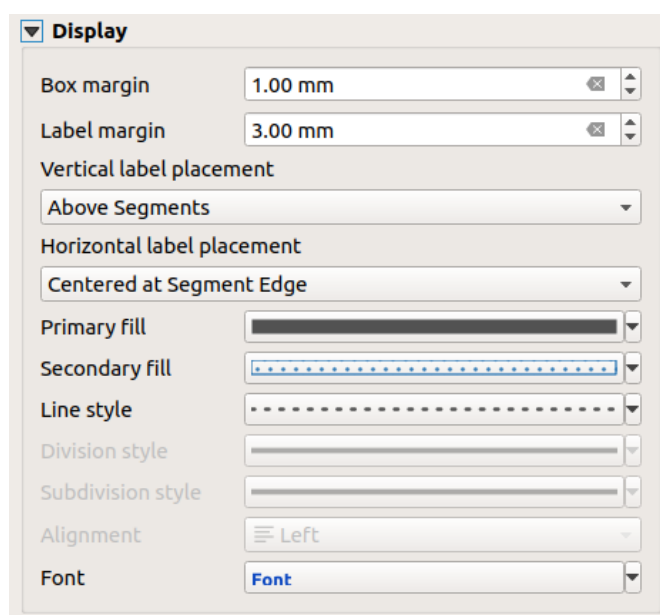 Display
Box margin 1.00 mm
Label margin 3.00 mm
Vertical label placement
Above Segments
Horizontal label placement
Centered at Segment Edge
Primary fill
Secondary fill
Line style
Division style
Subdivision style
Alignment Left
Font Font